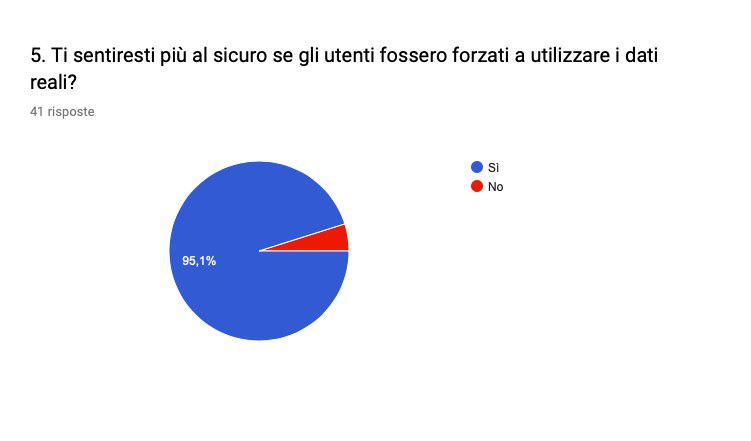 5. Ti sentiresti più al sicuro se gli utenti fossero forzati a utilizzare i dati
reali?
41 risposte
Sì
No
95,1%